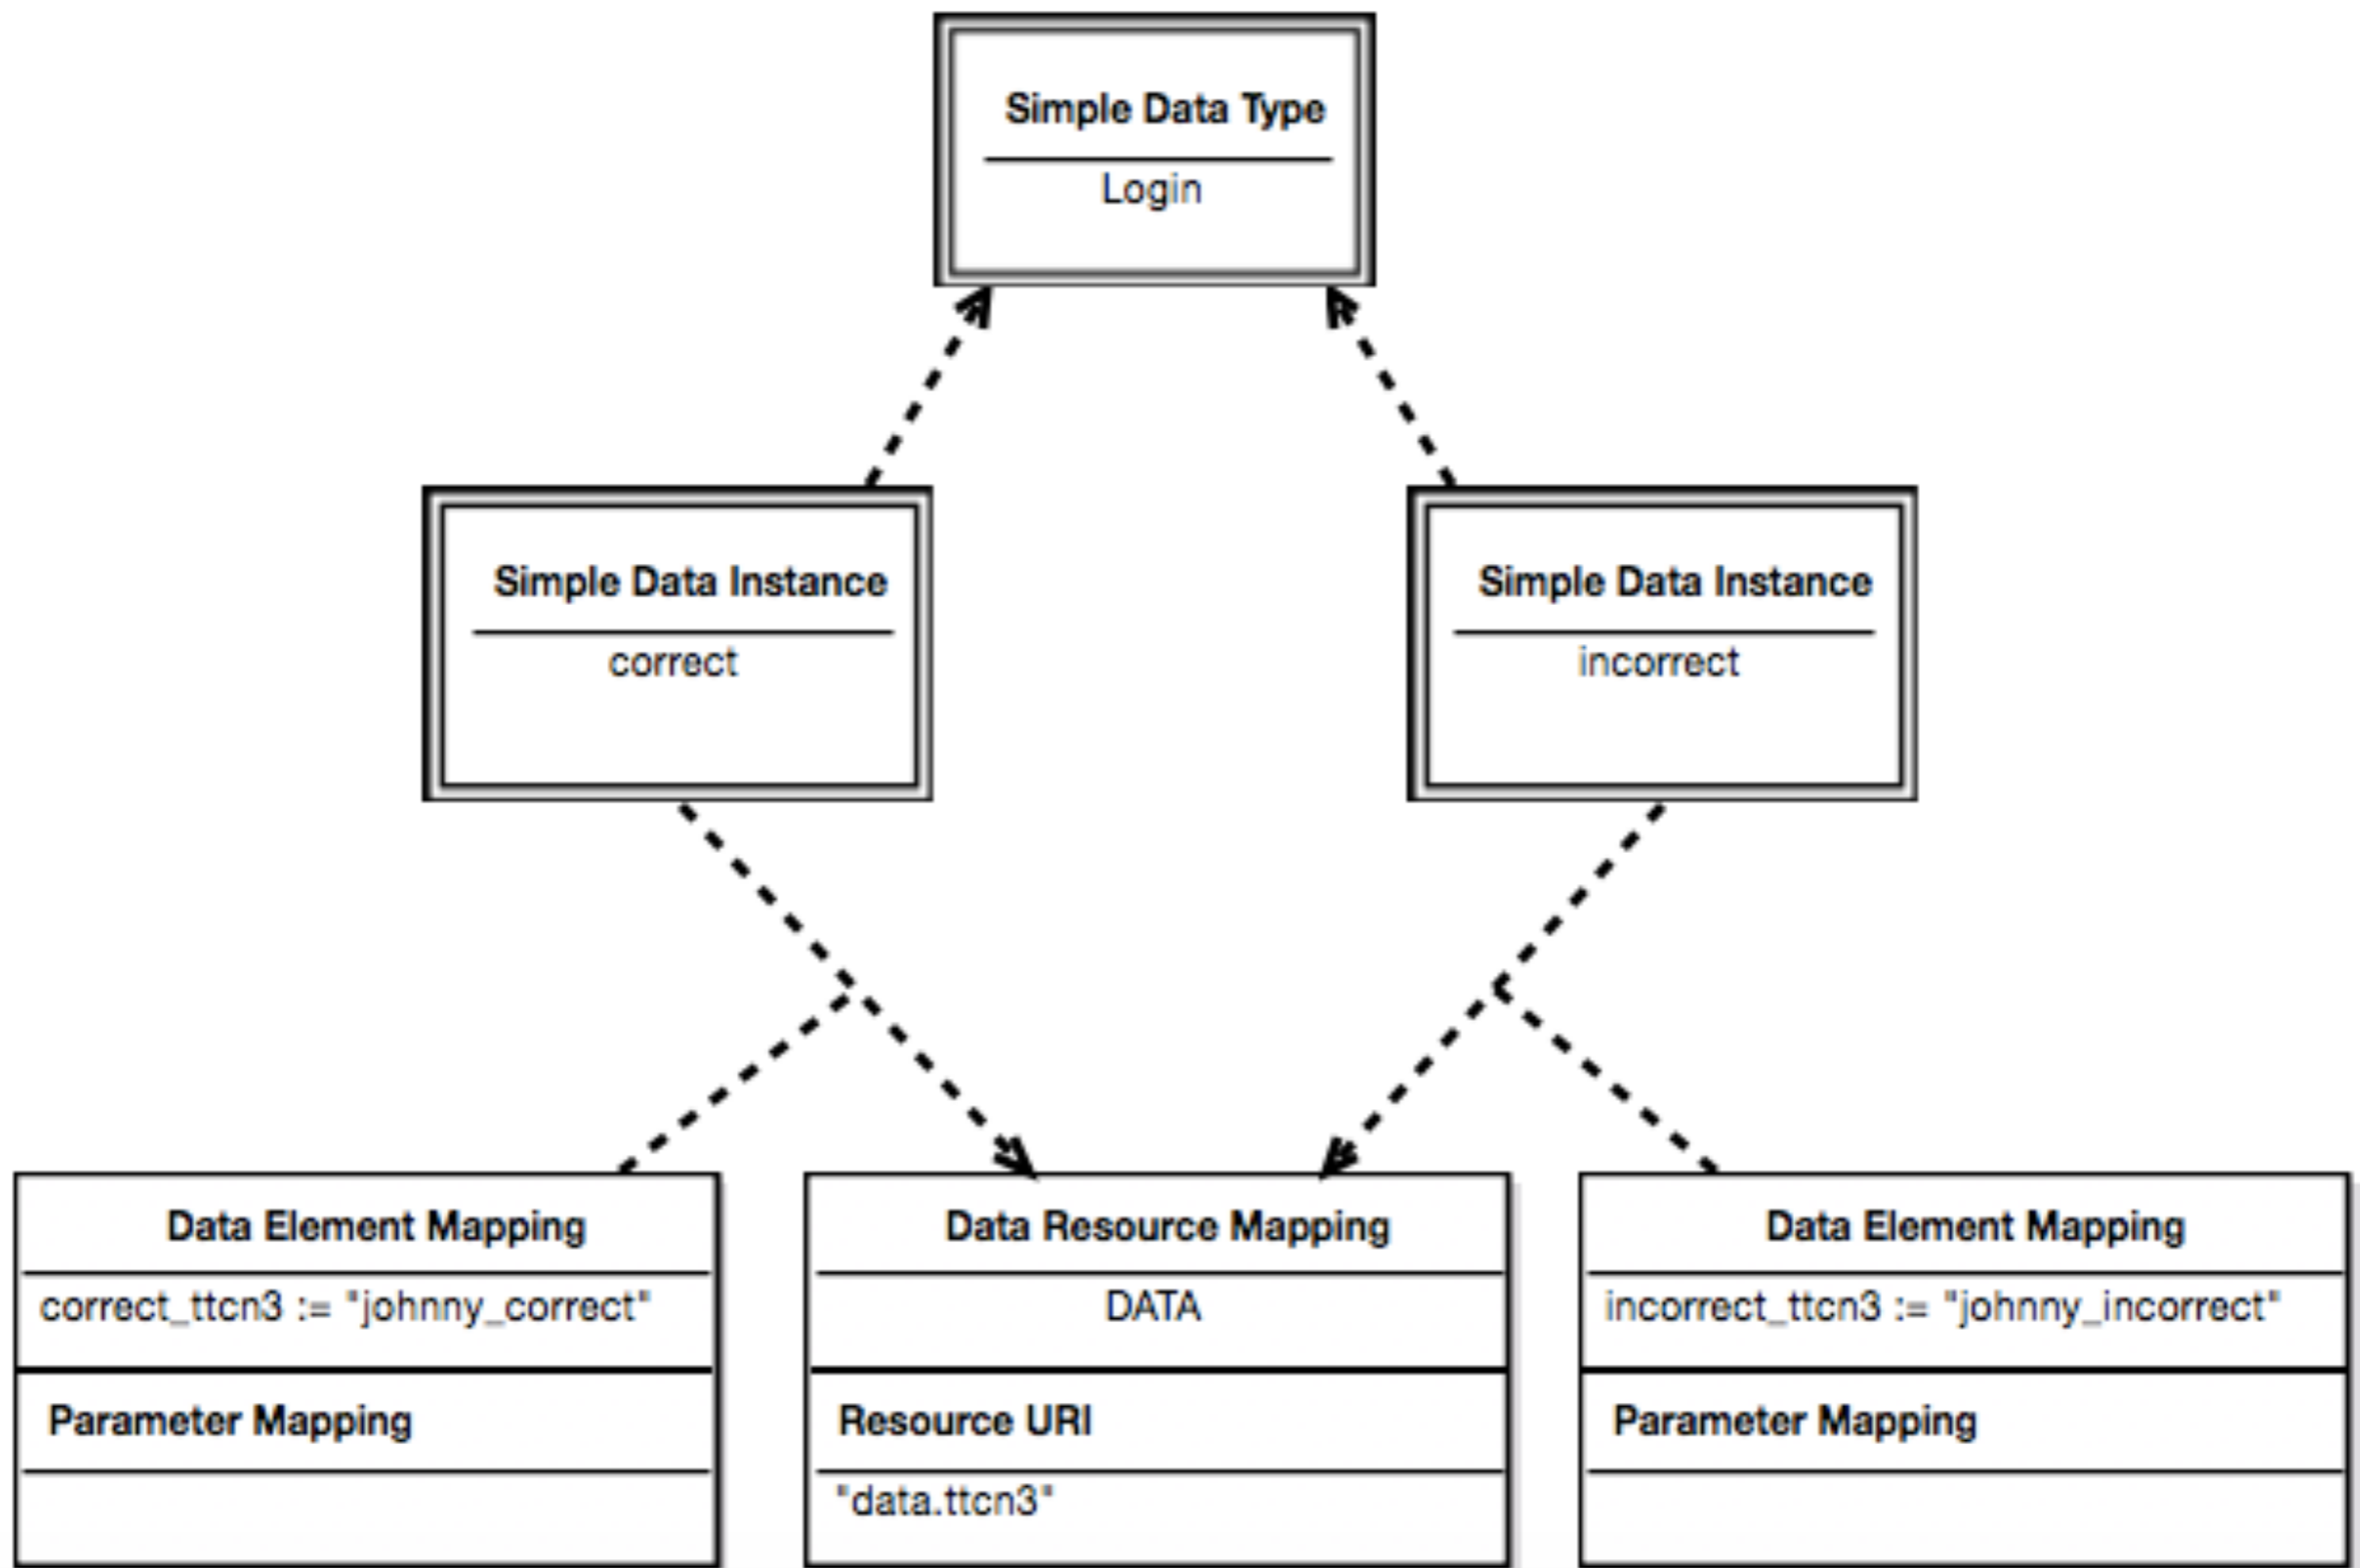 Simple Data Type
Login
Simple Data Instance
correct
Simple Data Instance
incorrect
Data Element Mapping
correct_ttcn3 := "johnny_correct"
Parameter Mapping
Data Resource Mapping
DATA
Resource URI
"data.ttcn3"
Data Element Mapping
incorrect_ttcn3 := "johnny_incorrect"
Parameter Mapping